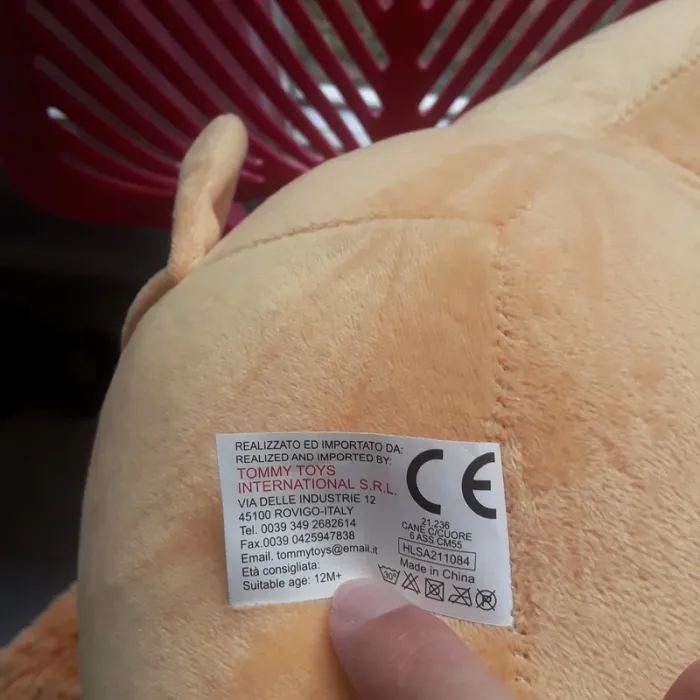 REALIZZATO ED IMPORTATO DA:
REALIZED AND IMPORTED BY:
TOMMY TOYS
INTERNATIONAL S.R.L.
VIA DELLE INDUSTRIE 12
45100 ROVIGO-ITALY
Tel. 0039 349 2682614
Fax.0039 0425947838
Email. tommytoys@email.it
Età consigliata:
Suitable age: 12M+
CE
21.236
CANE C/CUORE
6 ASS CM55
HLSA211084
Made in China
30°